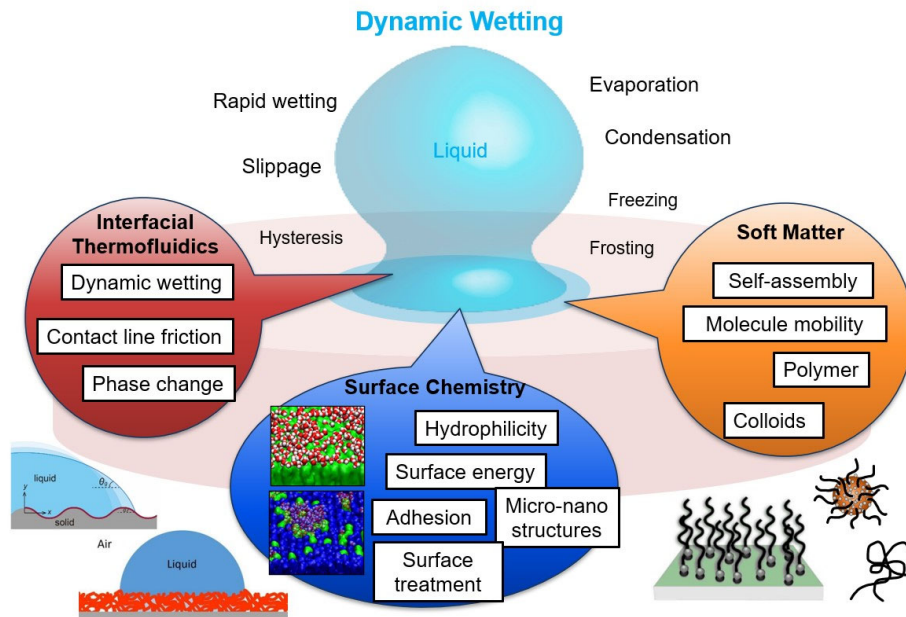 Dynamic Wetting
Rapid wetting
Slippage
Hysteresis
Liquid
Evaporation
Condensation
Freezing
Frosting
Interfacial
Thermofluidics
Dynamic wetting
Contact line friction
Phase change
Surface Chemistry
Hydrophilicity
Surface energy
Adhesion
Micro-nano
structures
Surface
treatment
Soft Matter
Self-assembly
Molecule mobility
Polymer
Colloids
liquid
y
x
solid
Air
Liquid